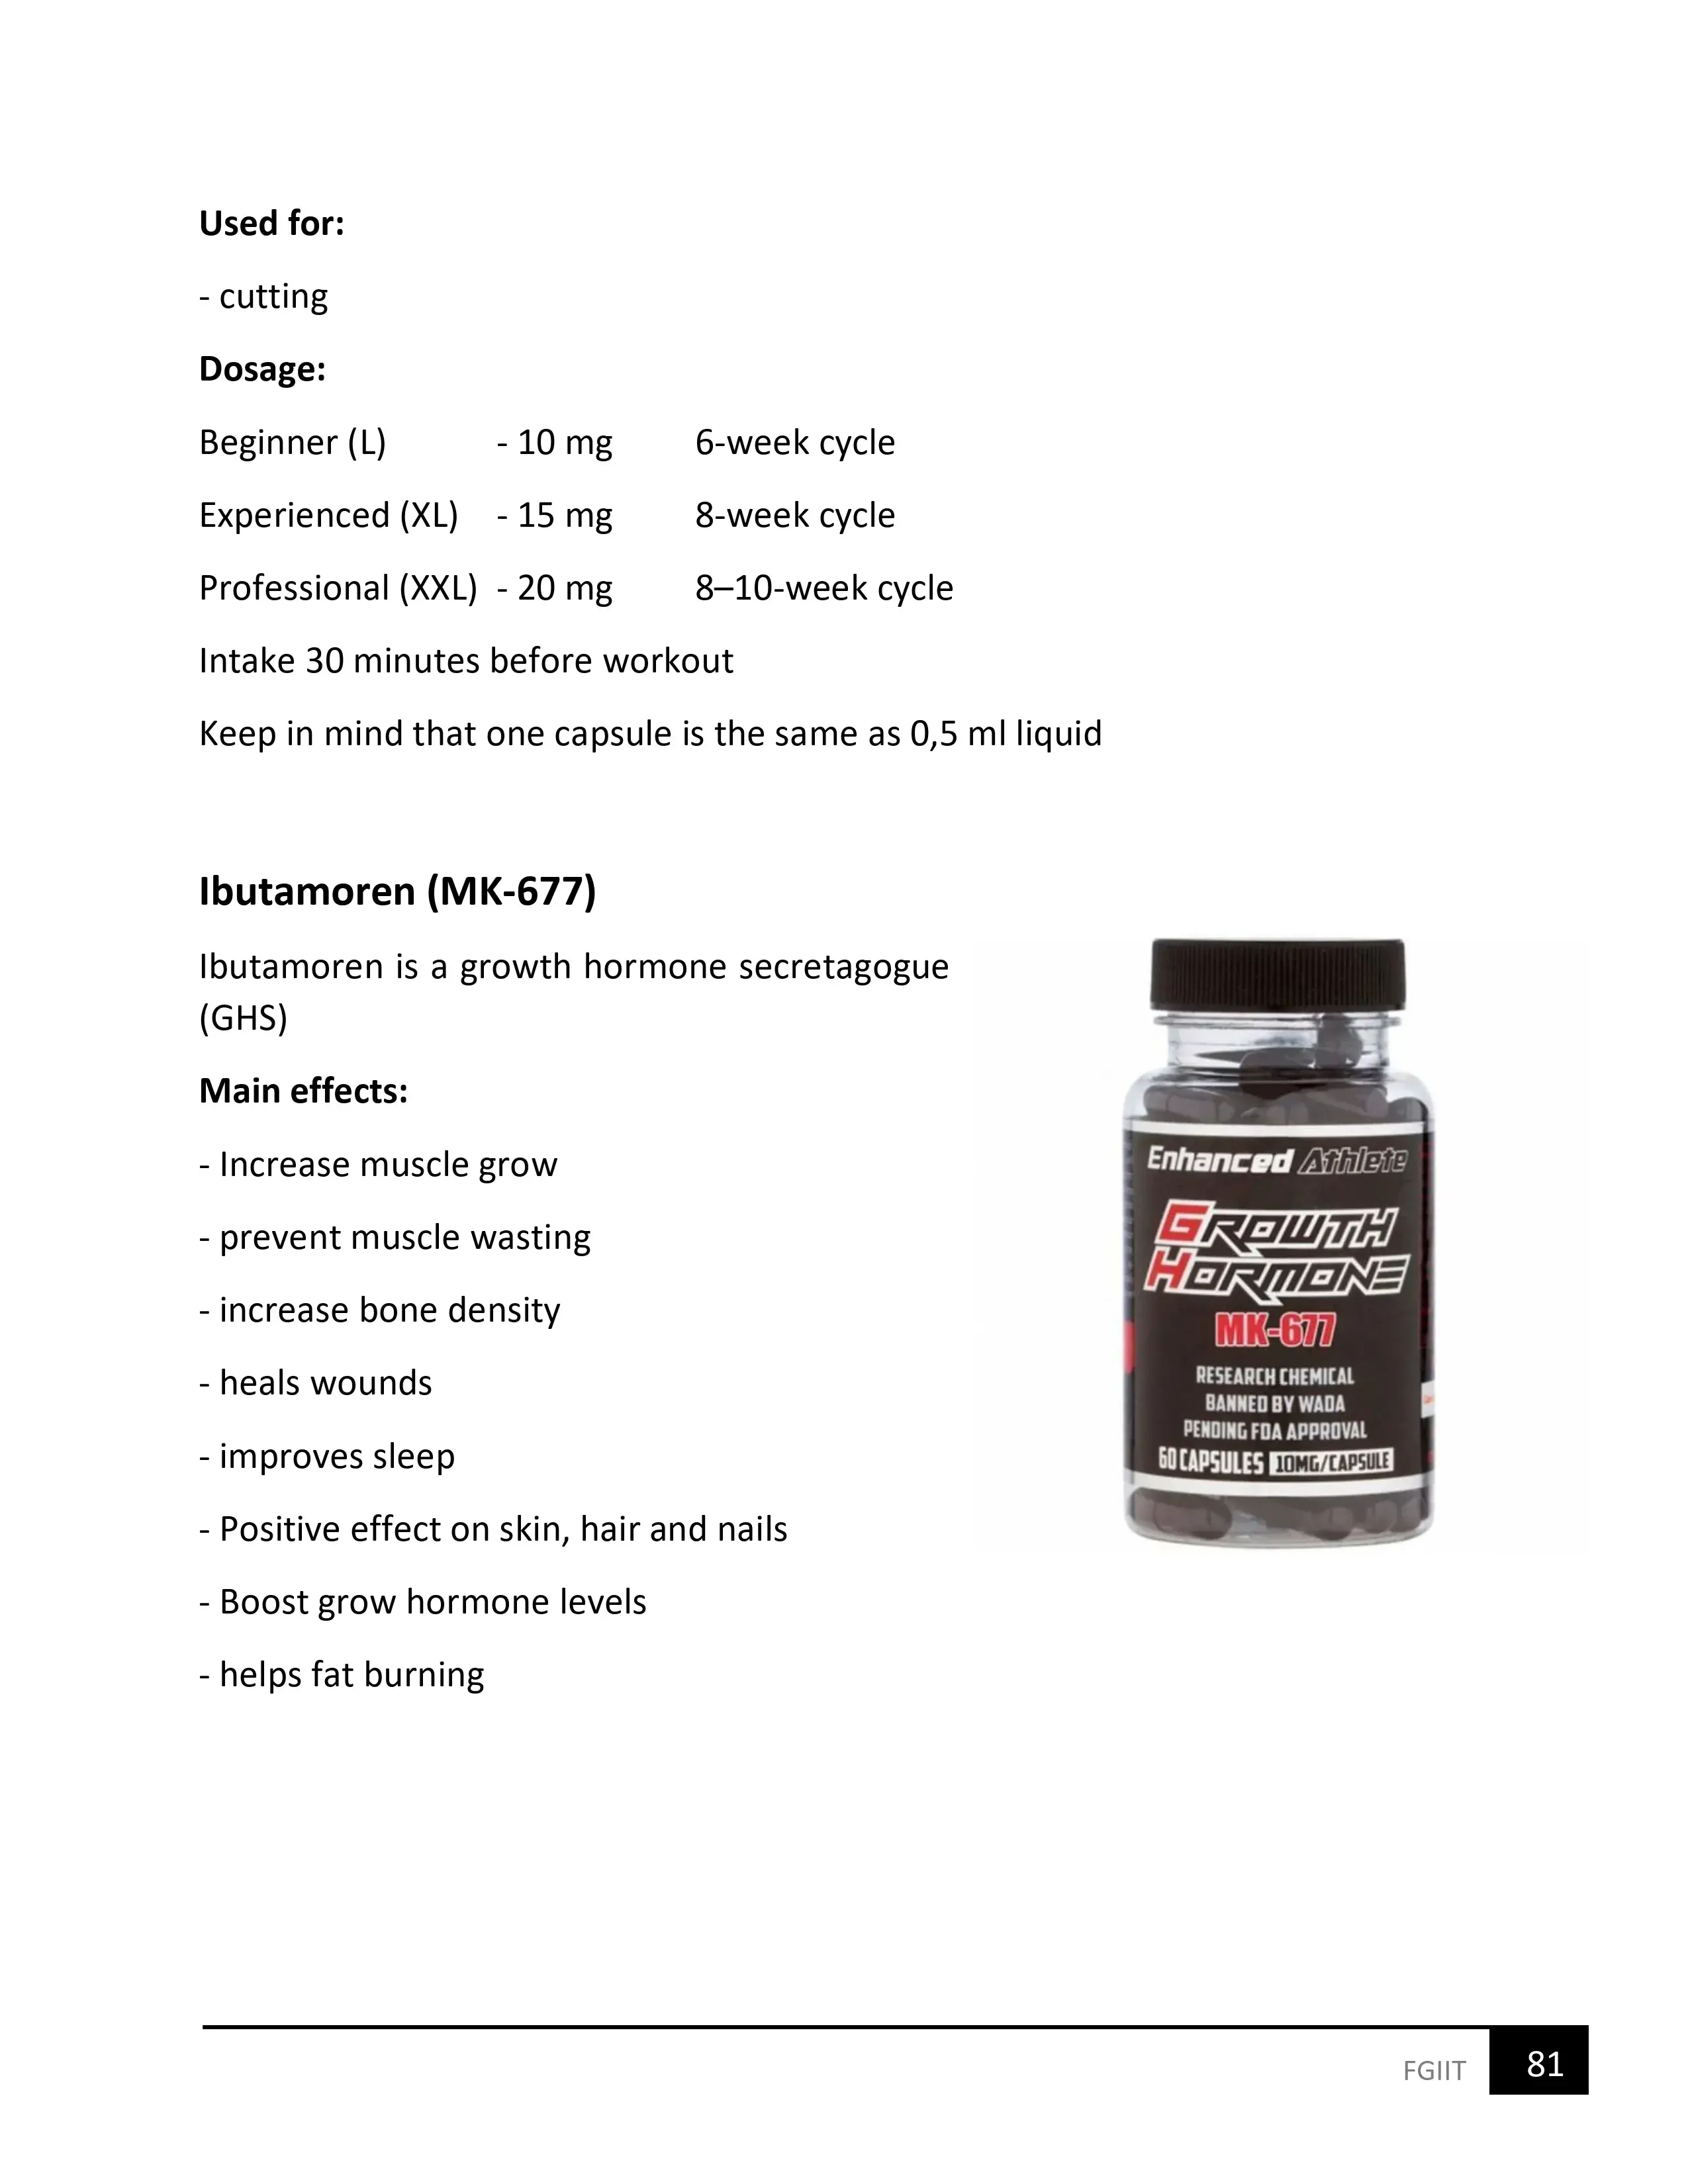 Used for:
- cutting
Dosage:
Beginner (L) - 10 mg 6-week cycle
Experienced (XL) - 15 mg 8-week cycle
Professional (XXL) - 20 mg 8–10-week cycle
Intake 30 minutes before workout
Keep in mind that one capsule is the same as 0,5 ml liquid
Ibutamoren (MK-677)
Ibutamoren is a growth hormone secretagogue
(GHS)
Main effects:
- Increase muscle grow
- prevent muscle wasting
- increase bone density
- heals wounds
- improves sleep
- Positive effect on skin, hair and nails
- Boost grow hormone levels
- helps fat burning
Enhanced Athlete
GROWTH
HORMONE
MK-677
RESEARCH CHEMICAL
BANNED BY WADA
PENDING FDA APPROVAL
60 CAPSULES 10MG/CAPSULE
FGIIT 81